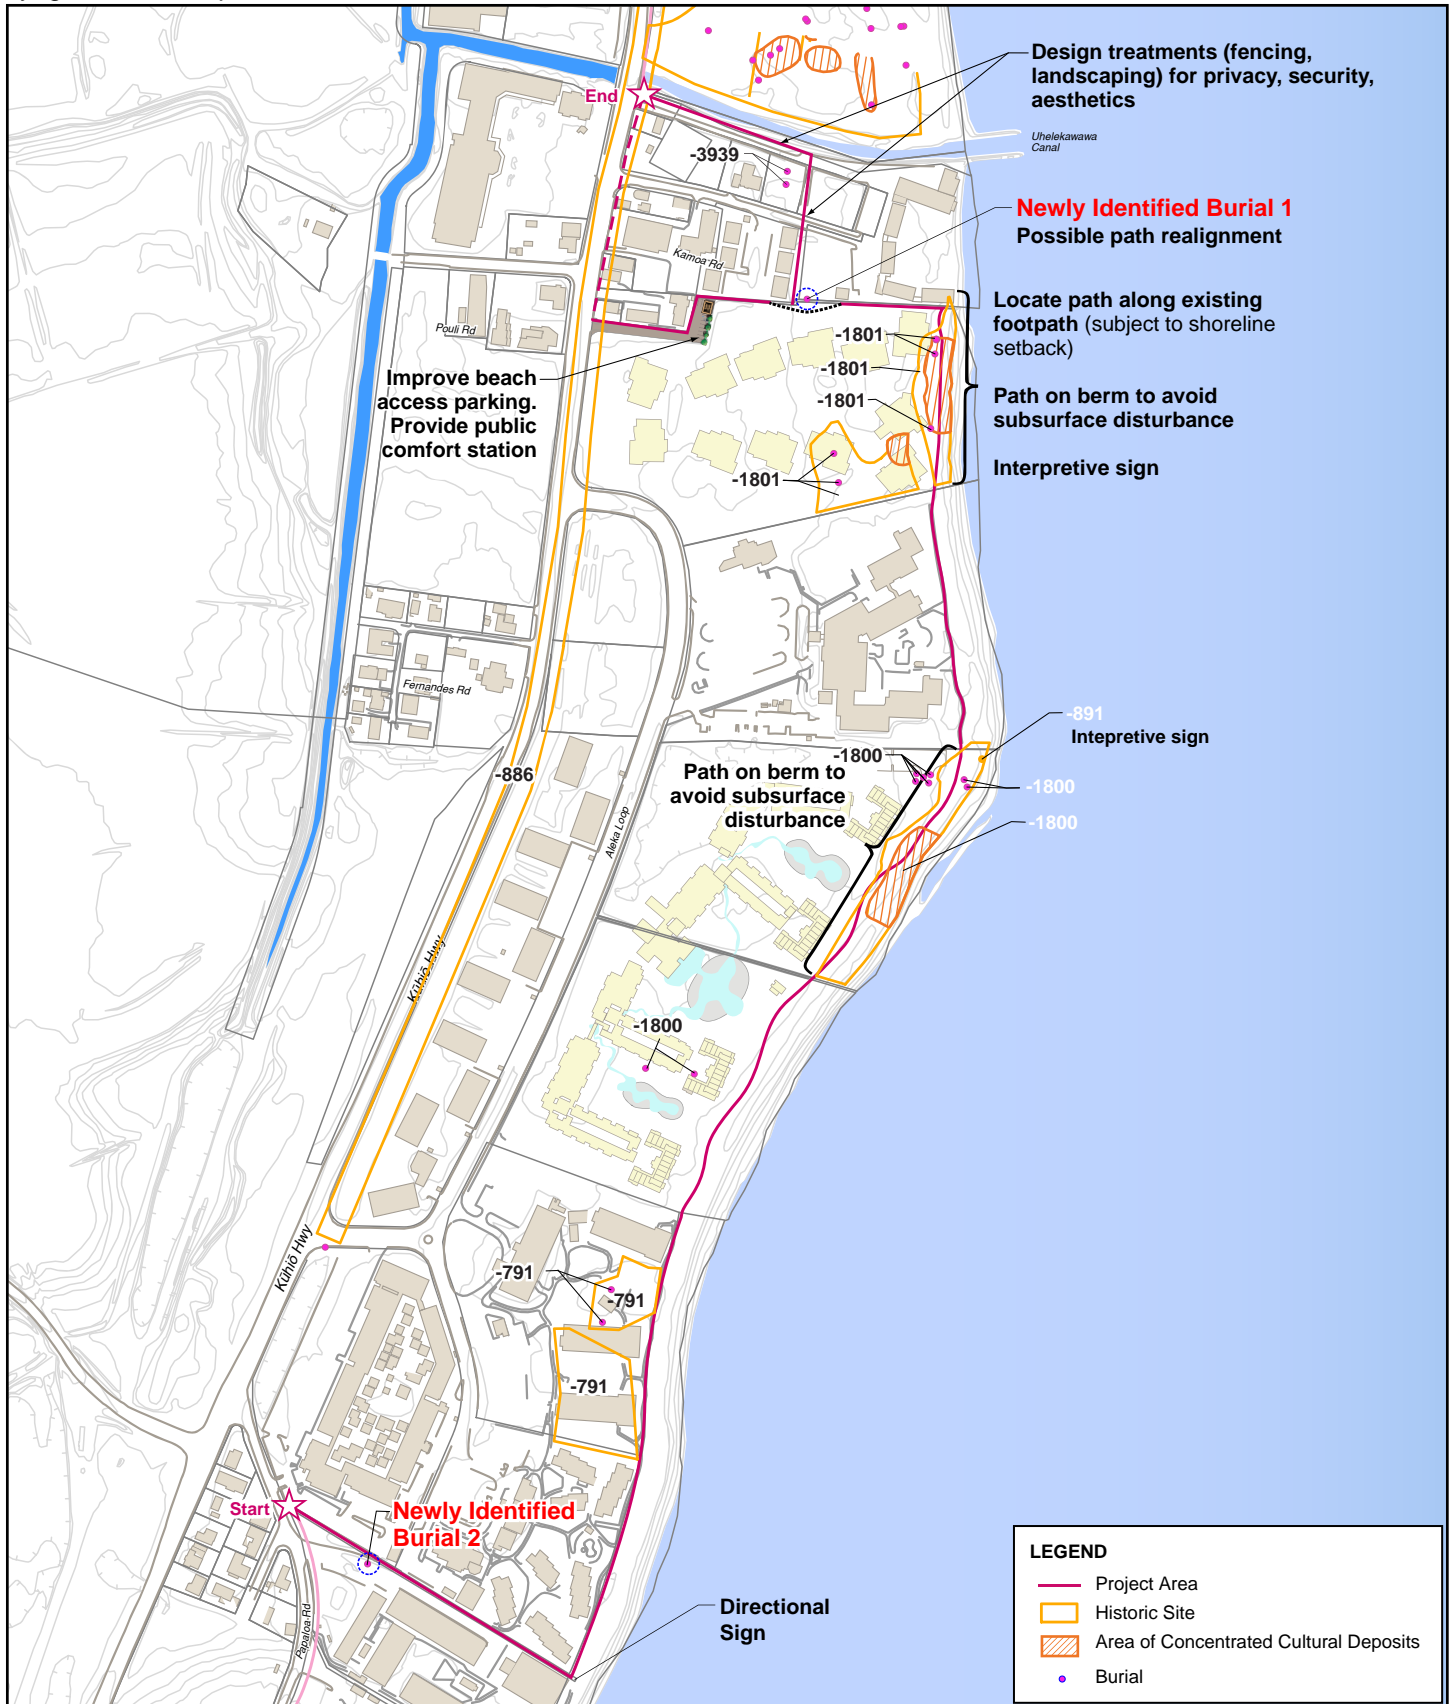 Design treatments (fencing,
landscaping) for privacy, security,
aesthetics
End
Uhelekawawa
Canal
-3939
Newly Identified Burial 1
Possible path realignment
Kamoa Rd
Locate path along existing
footpath (subject to shoreline
setback)
Pouli Rd
-1801
-1801
Improve beach
access parking.
Provide public
comfort station
-1801
Path on berm to avoid
subsurface disturbance
Interpretive sign
-1801
Fernandes Rd
-891
Intepretive sign
-886
-1800
Path on berm to
avoid subsurface
disturbance
-1800
-1800
Aleka Loop
Kūhiō Hwy
-1800
Kūhiō Hwy
-791
-791
-791
Start
Newly Identified
Burial 2
Papaloa Rd
Directional
Sign
LEGEND
Project Area
Historic Site
Area of Concentrated Cultural Deposits
Burial